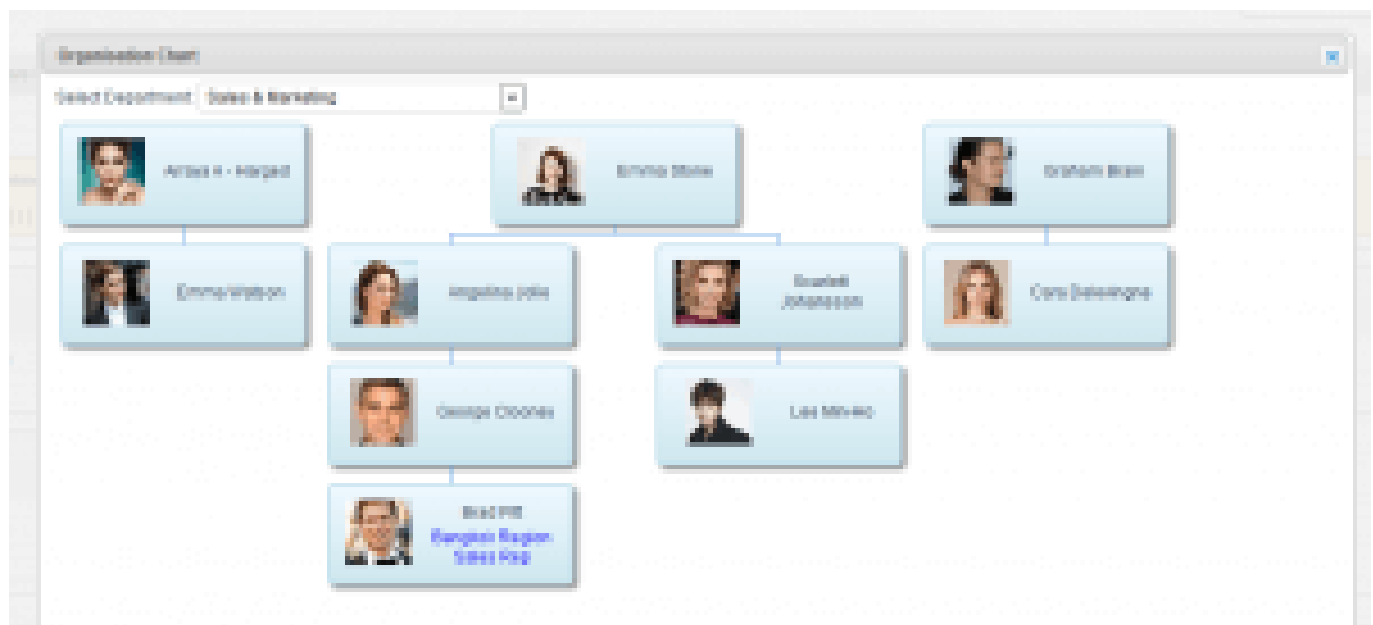 Organisation Chart
Select Department Sales & Marketing
Emma Stone
Graham
Emma Watson
Angelina Jolie
Scarlett
Johansson
Cara Delevingne
George Clooney
Lee Min-Ho
Brad Pitt
Bangkok Region
Sales Rep